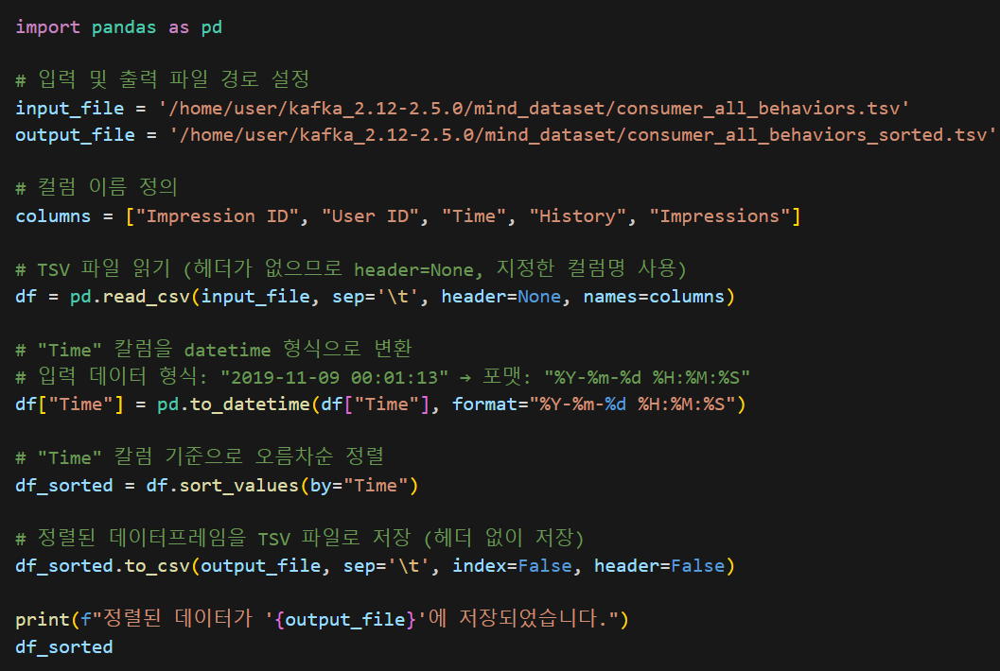 import pandas as pd
# 입력 및 출력 파일 경로 설정
input_file = '/home/user/kafka_2.12-2.5.0/mind_dataset/consumer_all_behaviors.tsv'
output_file = '/home/user/kafka_2.12-2.5.0/mind_dataset/consumer_all_behaviors_sorted.tsv'
# 컬럼 이름 정의
columns = ["Impression ID", "User ID", "Time", "History", "Impressions"]
# TSV 파일 읽기 (헤더가 없으므로 header=None, 지정한 컬럼명 사용)
df = pd.read_csv(input_file, sep='\t', header=None, names=columns)
# "Time" 칼럼을 datetime 형식으로 변환
# 입력 데이터 형식: "2019-11-09 00:01:13" → 포맷: "%Y-%m-%d %H:%M:%S"
df["Time"] = pd.to_datetime(df["Time"], format="%Y-%m-%d %H:%M:%S")
# "Time" 칼럼 기준으로 오름차순 정렬
df_sorted = df.sort_values(by="Time")
# 정렬된 데이터프레임을 TSV 파일로 저장 (헤더 없이 저장)
df_sorted.to_csv(output_file, sep='\t', index=False, header=False)
print(f"정렬된 데이터가 '{output_file}'에 저장되었습니다.")
df_sorted